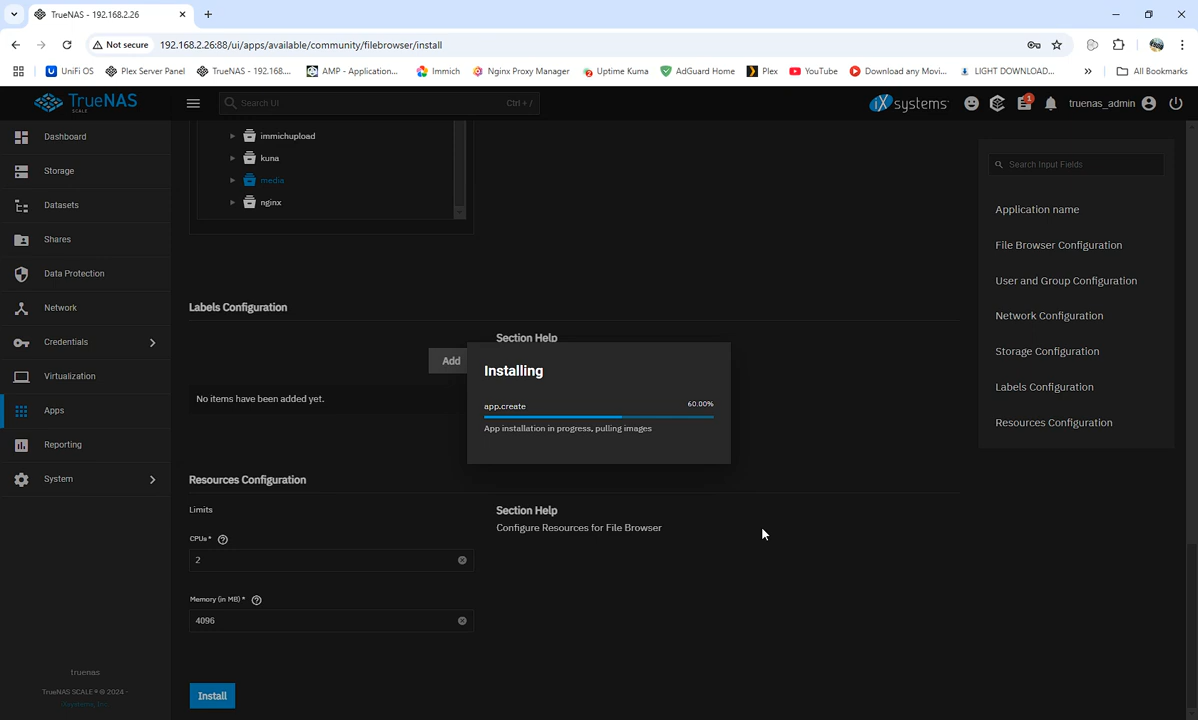 TrueNAS - 192.168.2.26
Not secure
192.168.2.26:88/ui/apps/available/community/filebrowser/install
UniFi OS
Plex Server Panel
TrueNAS - 192.168....
AMP - Application...
Immich
Nginx Proxy Manager
Uptime Kuma
AdGuard Home
Plex
YouTube
Download any Movi...
LIGHT DOWNLOAD...
All Bookmarks
TrueNAS
SCALE
Search UI
Ctrl + /
iXsystems
1
truenas_admin
Dashboard
Storage
Datasets
Shares
Data Protection
Network
Credentials
Virtualization
Apps
Reporting
System
truenas
TrueNAS SCALE ® © 2024 -
iXsystems, Inc
immichupload
kuna
media
nginx
Labels Configuration
Section Help
Add
No items have been added yet.
Installing
app.create
60.00%
App installation in progress, pulling images
Resources Configuration
Limits
Section Help
Configure Resources for File Browser
CPUs *
2
Memory (in MB) *
4096
Install
Search Input Fields
Application name
File Browser Configuration
User and Group Configuration
Network Configuration
Storage Configuration
Labels Configuration
Resources Configuration